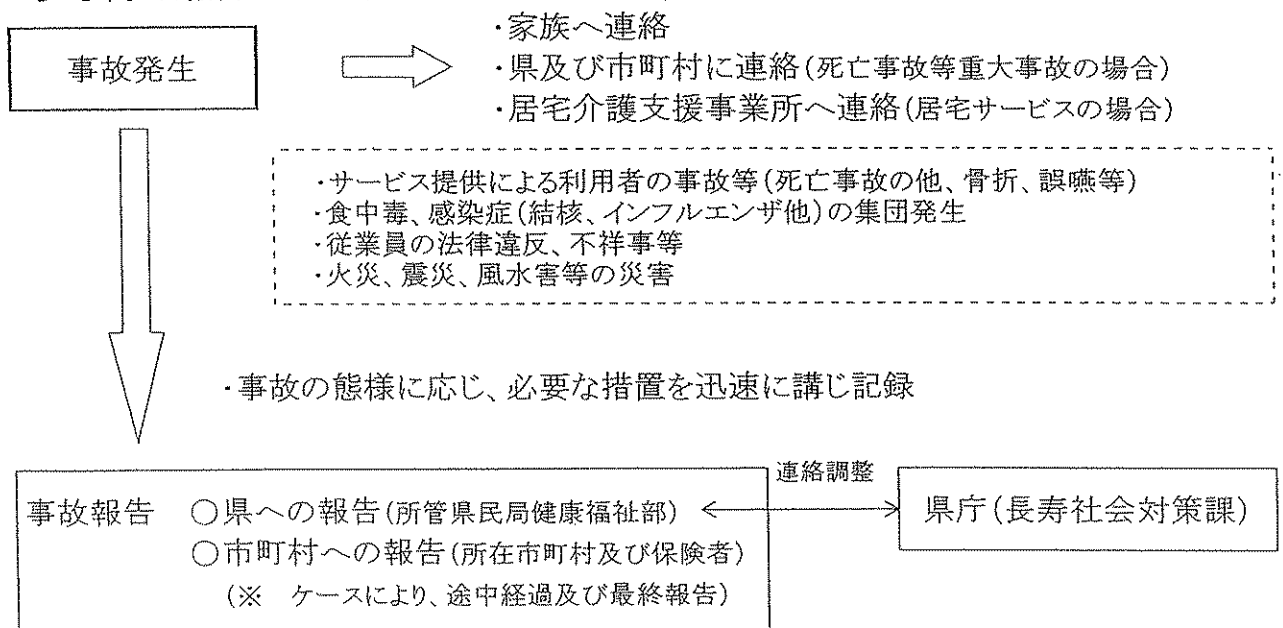 事故発生
・家族へ連絡
・県及び市町村に連絡(死亡事故等重大事故の場合)
・居宅介護支援事業所へ連絡(居宅サービスの場合)
・サービス提供による利用者の事故等(死亡事故の他、骨折、誤嚥等)
・食中毒、感染症(結核、インフルエンザ他)の集団発生
・従業員の法律違反、不祥事等
・火災、震災、風水害等の災害
・事故の態様に応じ、必要な措置を迅速に講じ記録
事故報告 ○県への報告(所管県民局健康福祉部)
○市町村への報告(所在市町村及び保険者)
(※ ケースにより、途中経過及び最終報告)
連絡調整
県庁(長寿社会対策課)